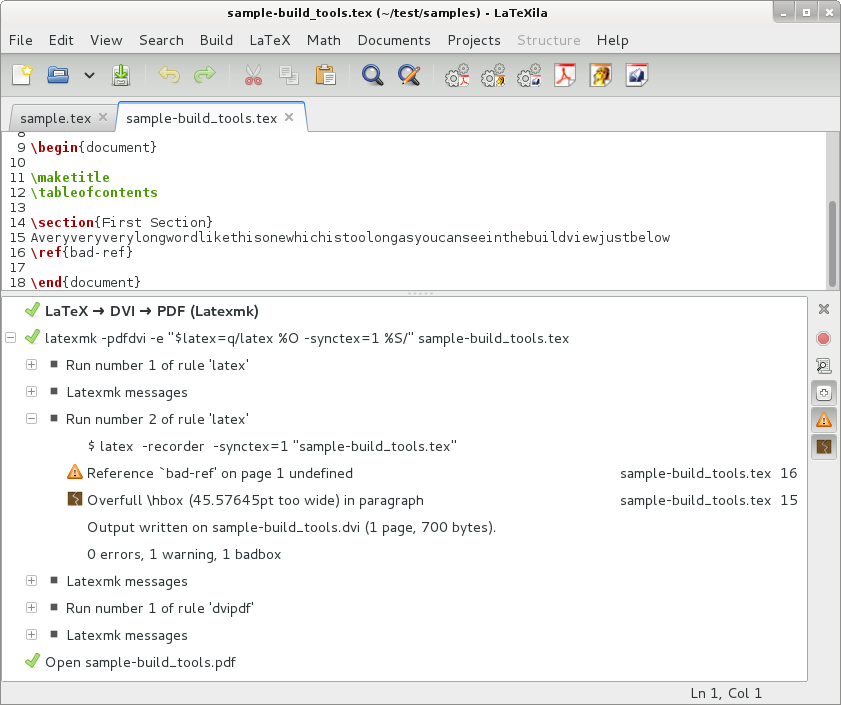 sample-build_tools.tex (~/test/samples) - LaTeXila
File Edit View Search Build LaTeX Math Documents Projects Structure Help
sample.tex sample-build_tools.tex
8
9 \begin{document}
10
11 \maketitle
12 \tableofcontents
13
14 \section{First Section}
15 Averyveryverylongwordlikethisonewhichistoolongasyoucanseeinthebuildviewjustbelow
16 \ref{bad-ref}
17
18 \end{document}
LaTeX → DVI → PDF (Latexmk)
latexmk -pdfdvi -e "$latex=q/latex %O -synctex=1 %S/" sample-build_tools.tex
Run number 1 of rule 'latex'
Latexmk messages
Run number 2 of rule 'latex'
$ latex -recorder -synctex=1 "sample-build_tools.tex"
Reference `bad-ref' on page 1 undefined sample-build_tools.tex 16
Overfull \hbox (45.57645pt too wide) in paragraph sample-build_tools.tex 15
Output written on sample-build_tools.dvi (1 page, 700 bytes).
0 errors, 1 warning, 1 badbox
Latexmk messages
Run number 1 of rule 'dvipdf'
Latexmk messages
Open sample-build_tools.pdf
Ln 1, Col 1